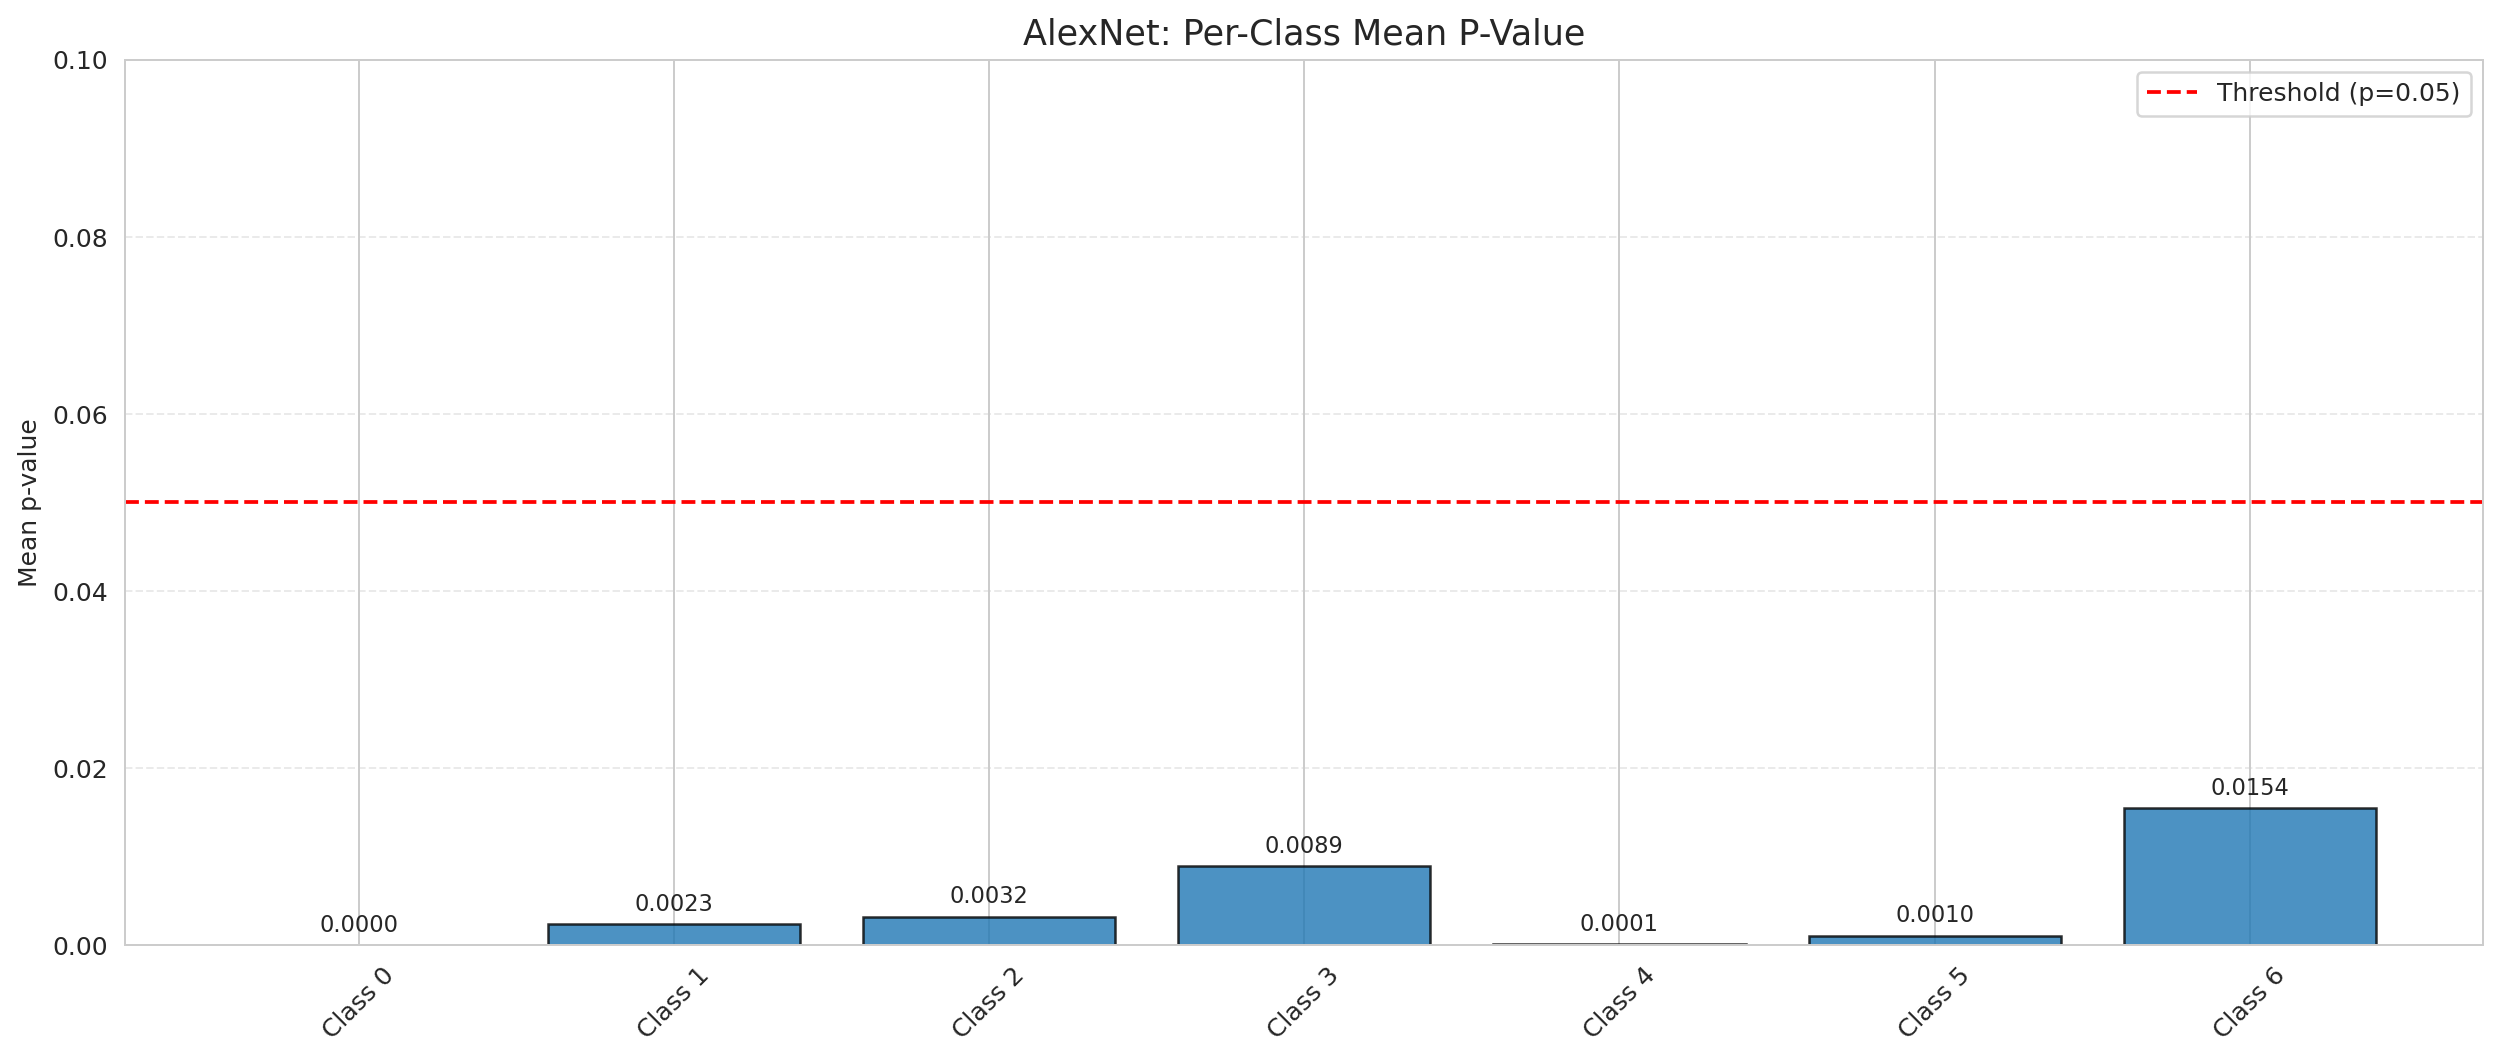 AlexNet: Per-Class Mean P-Value
Threshold (p=0.05)
Mean p-value
0.10
0.08
0.06
0.04
0.02
0.00
0.0000
0.0023
0.0032
0.0089
0.0001
0.0010
0.0154
Class 0
Class 1
Class 2
Class 3
Class 4
Class 5
Class 6